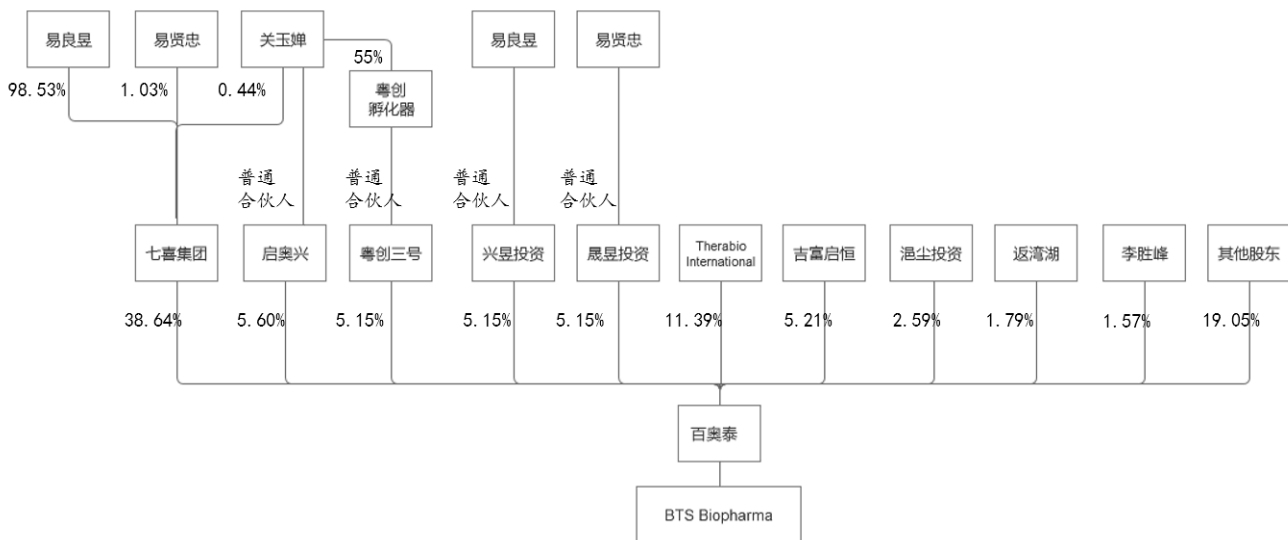 易良昱
易贤忠
关玉婵
易良昱
易贤忠
55%
98.53%
1.03%
0.44%
粤创
孵化器
普通
合伙人
普通
合伙人
普通
合伙人
普通
合伙人
七喜集团
启奥兴
粤创三号
兴昱投资
晟昱投资
Therabio
International
吉富启恒
浥尘投资
返湾湖
李胜峰
其他股东
38.64%
5.60%
5.15%
5.15%
5.15%
11.39%
5.21%
2.59%
1.79%
1.57%
19.05%
百奥泰
BTS Biopharma